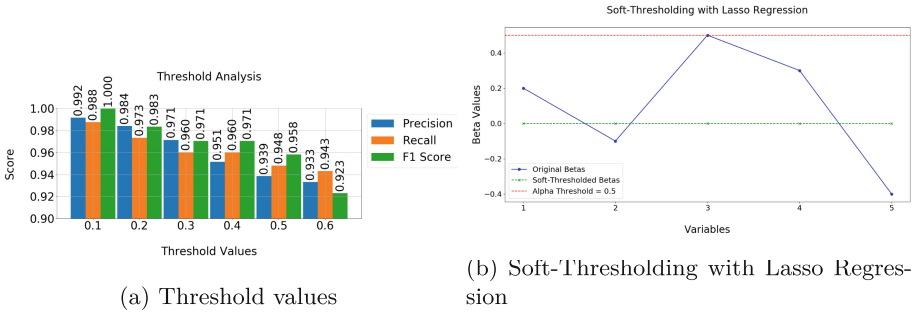 Threshold Analysis
0.992
0.988
1.000
0.984
0.973
0.983
0.971
0.960
0.971
0.951
0.960
0.971
0.939
0.948
0.958
0.933
0.943
0.923
1.00
0.98
0.96
0.94
0.92
0.90
Score
0.1 0.2 0.3 0.4 0.5 0.6
Threshold Values
Precision
Recall
F1 Score
(a) Threshold values
Soft-Thresholding with Lasso Regression
0.4
0.2
0.0
−0.2
−0.4
Beta Values
Original Betas
Soft-Thresholded Betas
Alpha Threshold = 0.5
1 2 3 4 5
Variables
(b) Soft-Thresholding with Lasso Regres-
sion